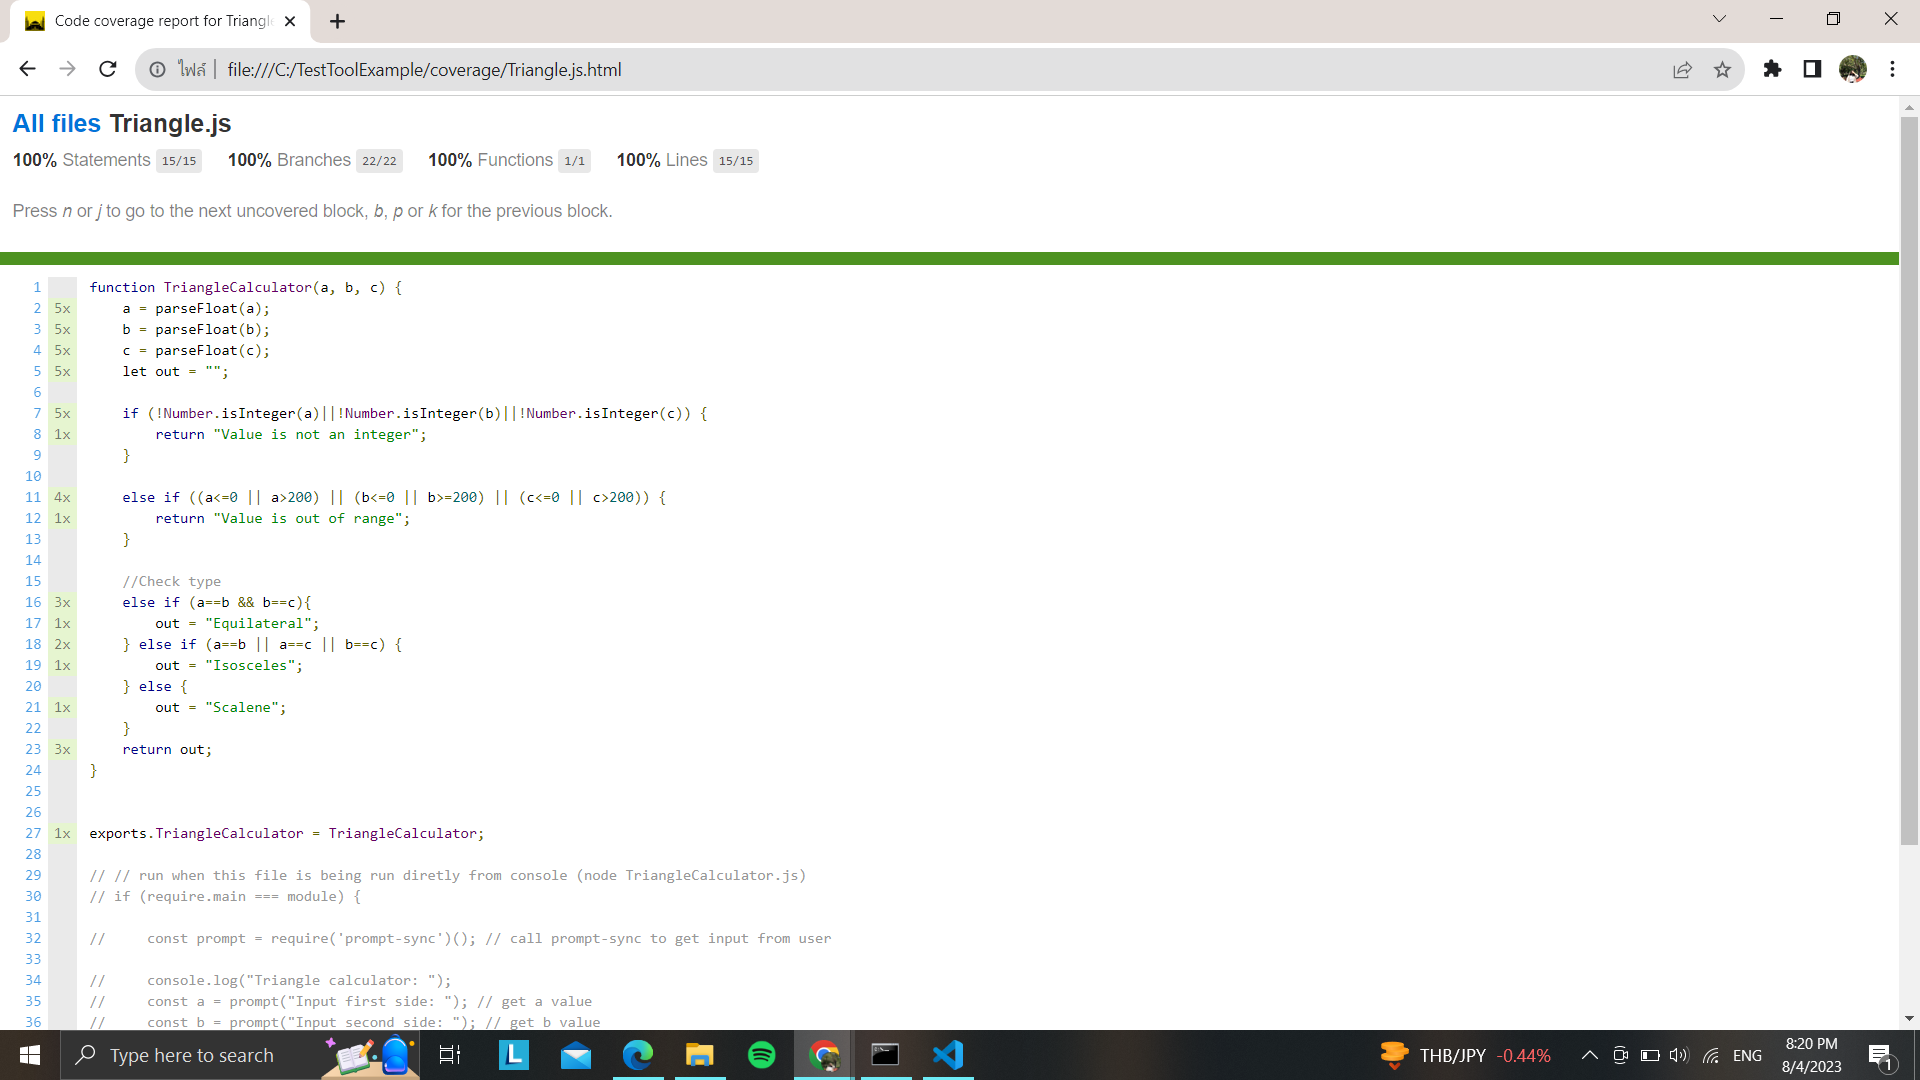 Code coverage report for Triangle
ไฟล์ file:///C:/TestToolExample/coverage/Triangle.js.html
All files Triangle.js
100% Statements 15/15 100% Branches 22/22 100% Functions 1/1 100% Lines 15/15
Press n or j to go to the next uncovered block, b, p or k for the previous block.
1 function TriangleCalculator(a, b, c) {
2 5x a = parseFloat(a);
3 5x b = parseFloat(b);
4 5x c = parseFloat(c);
5 5x let out = "";
6
7 5x if (!Number.isInteger(a)||!Number.isInteger(b)||!Number.isInteger(c)) {
8 1x return "Value is not an integer";
9 }
10
11 4x else if ((a<=0 || a>200) || (b<=0 || b>=200) || (c<=0 || c>200)) {
12 1x return "Value is out of range";
13 }
14
15 //Check type
16 3x else if (a==b && b==c){
17 1x out = "Equilateral";
18 2x } else if (a==b || a==c || b==c) {
19 1x out = "Isosceles";
20 } else {
21 1x out = "Scalene";
22 }
23 3x return out;
24 }
25
26
27 1x exports.TriangleCalculator = TriangleCalculator;
28
29 // // run when this file is being run diretly from console (node TriangleCalculator.js)
30 // if (require.main === module) {
31
32 // const prompt = require('prompt-sync')(); // call prompt-sync to get input from user
33
34 // console.log("Triangle calculator: ");
35 // const a = prompt("Input first side: "); // get a value
36 // const b = prompt("Input second side: "); // get b value
Type here to search
L
THB/JPY -0.44%
ENG
8:20 PM
8/4/2023
1